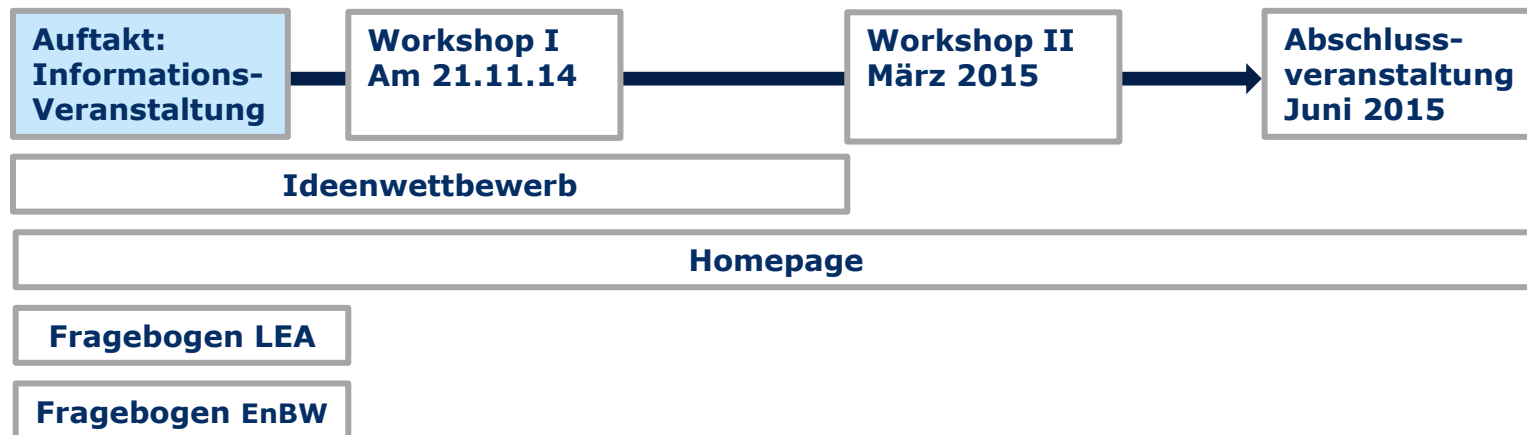 Auftakt:
Informations-
Veranstaltung
Workshop I
Am 21.11.14
Workshop II
März 2015
Abschluss-
veranstaltung
Juni 2015
Ideenwettbewerb
Homepage
Fragebogen LEA
Fragebogen EnBW